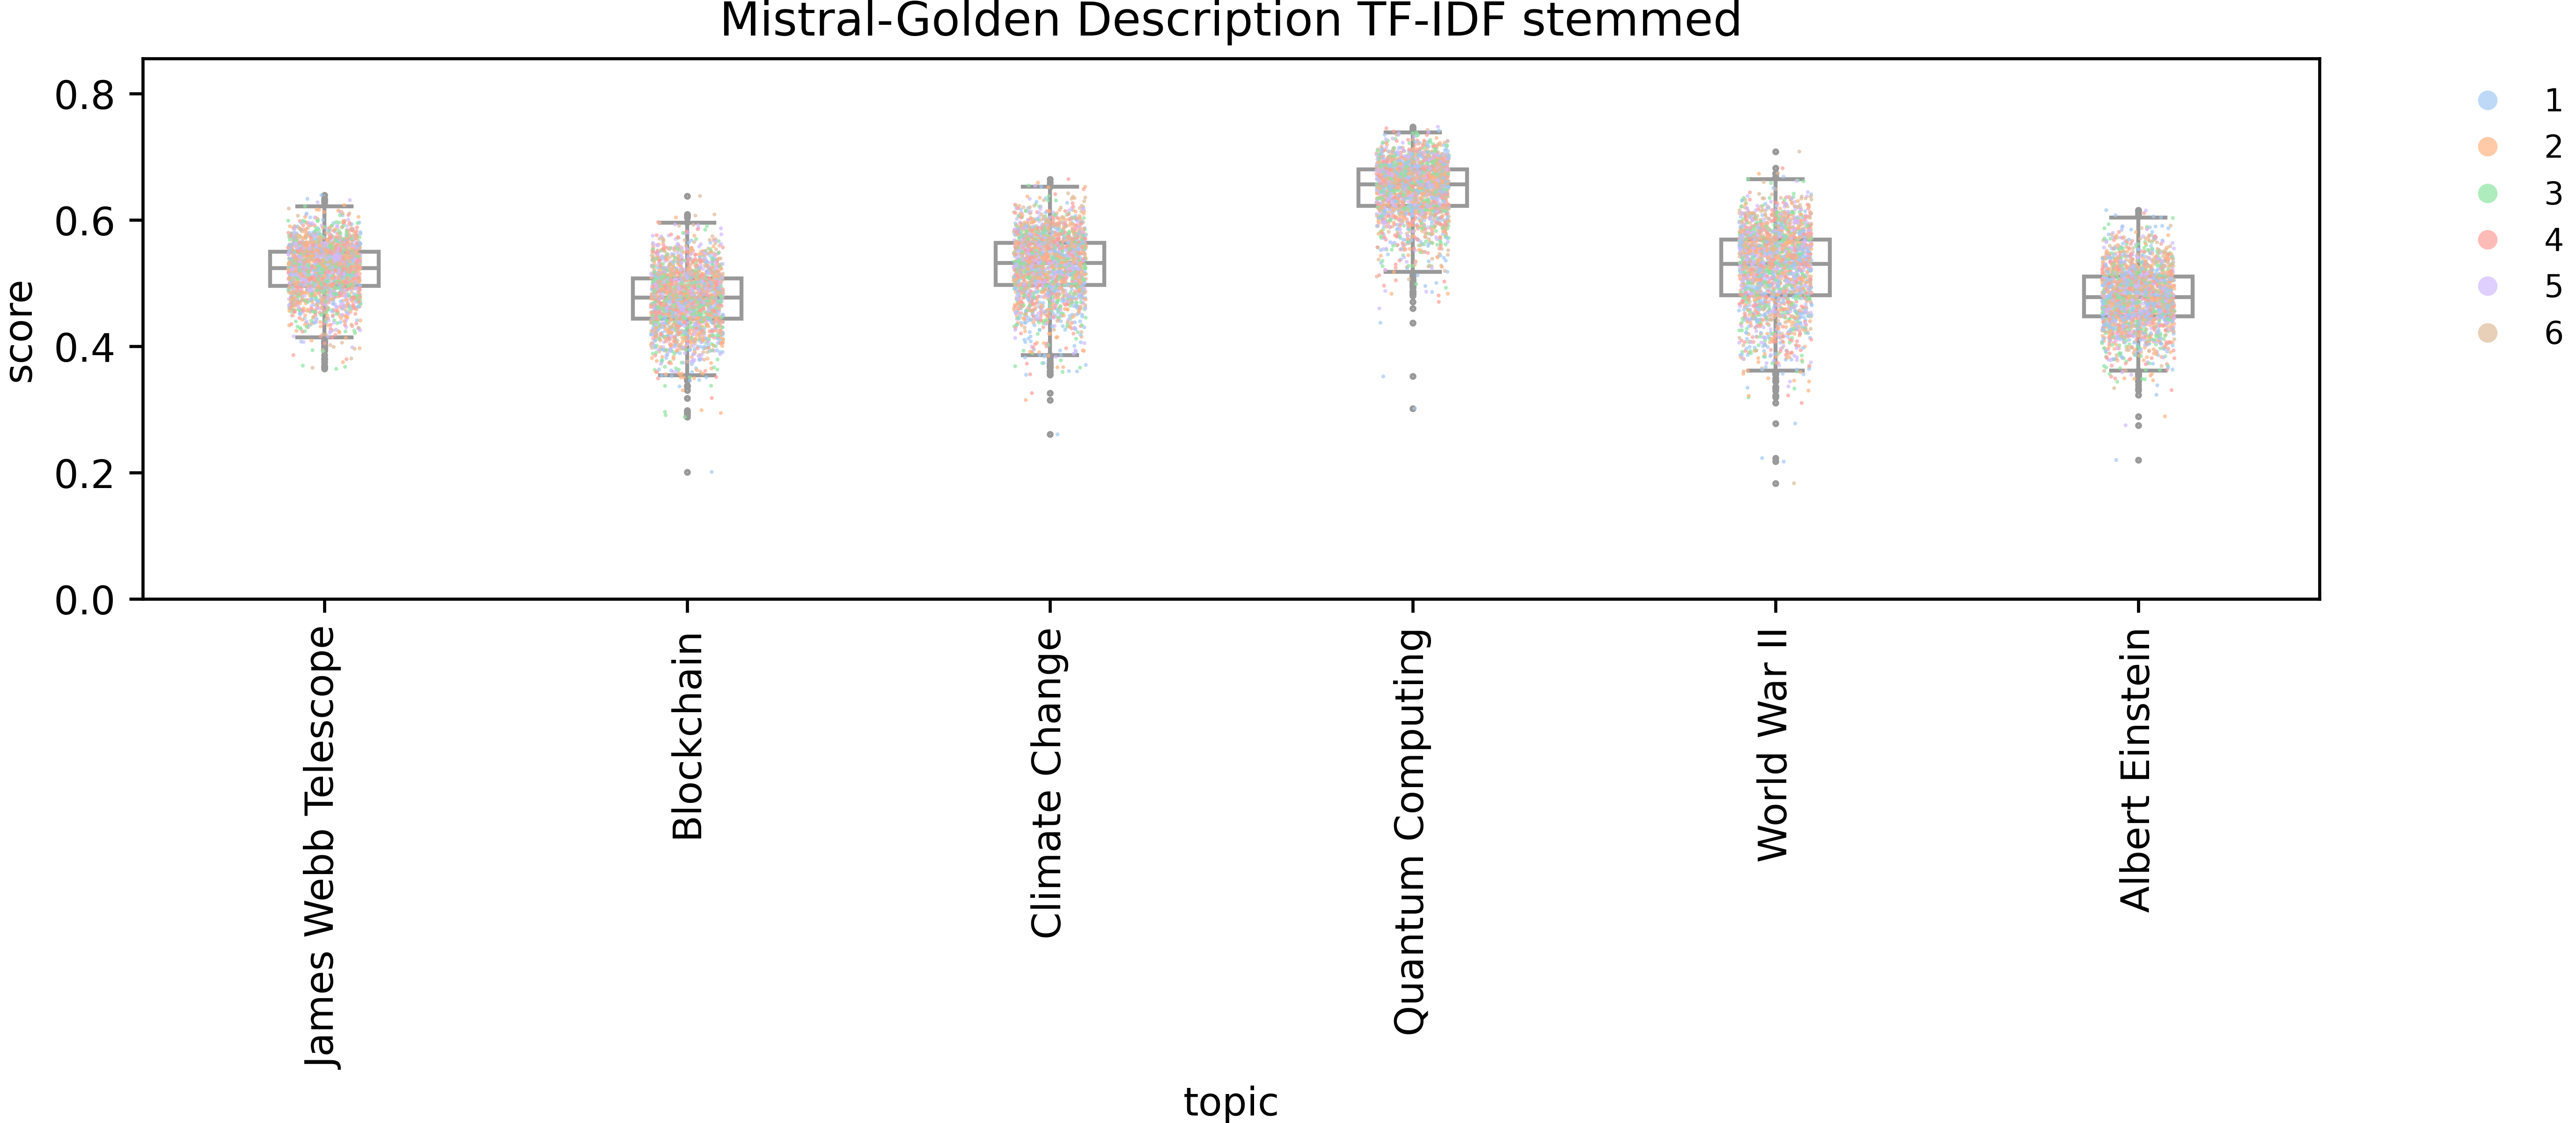 Mistral-Golden Description TF-IDF stemmed
score
0.8
0.6
0.4
0.2
0.0
James Webb Telescope
Blockchain
Climate Change
Quantum Computing
World War II
Albert Einstein
topic
1
2
3
4
5
6